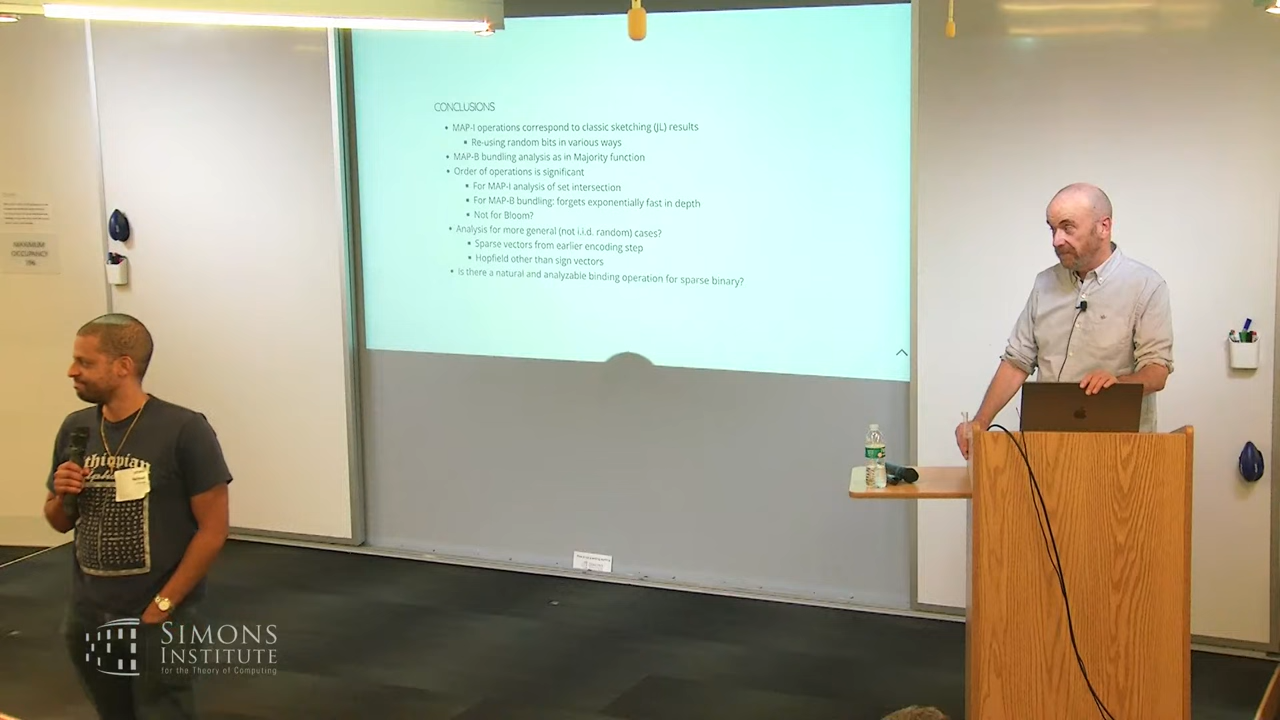 CONCLUSIONS
• MAP-I operations correspond to classic sketching (JL) results
• Re-using random bits in various ways
• MAP-B bundling analysis as in Majority function
• Order of operations is significant
• For MAP-I analysis of set intersection
• For MAP-B bundling: forgets exponentially fast in depth
• Not for Bloom?
• Analysis for more general (not i.i.d. random) cases?
• Sparse vectors from earlier encoding step
• Hopfield other than sign vectors
• Is there a natural and analyzable binding operation for sparse binary?
MAXIMUM
OCCUPANCY
thiopian
SIMONS
INSTITUTE
for the Theory of Computing